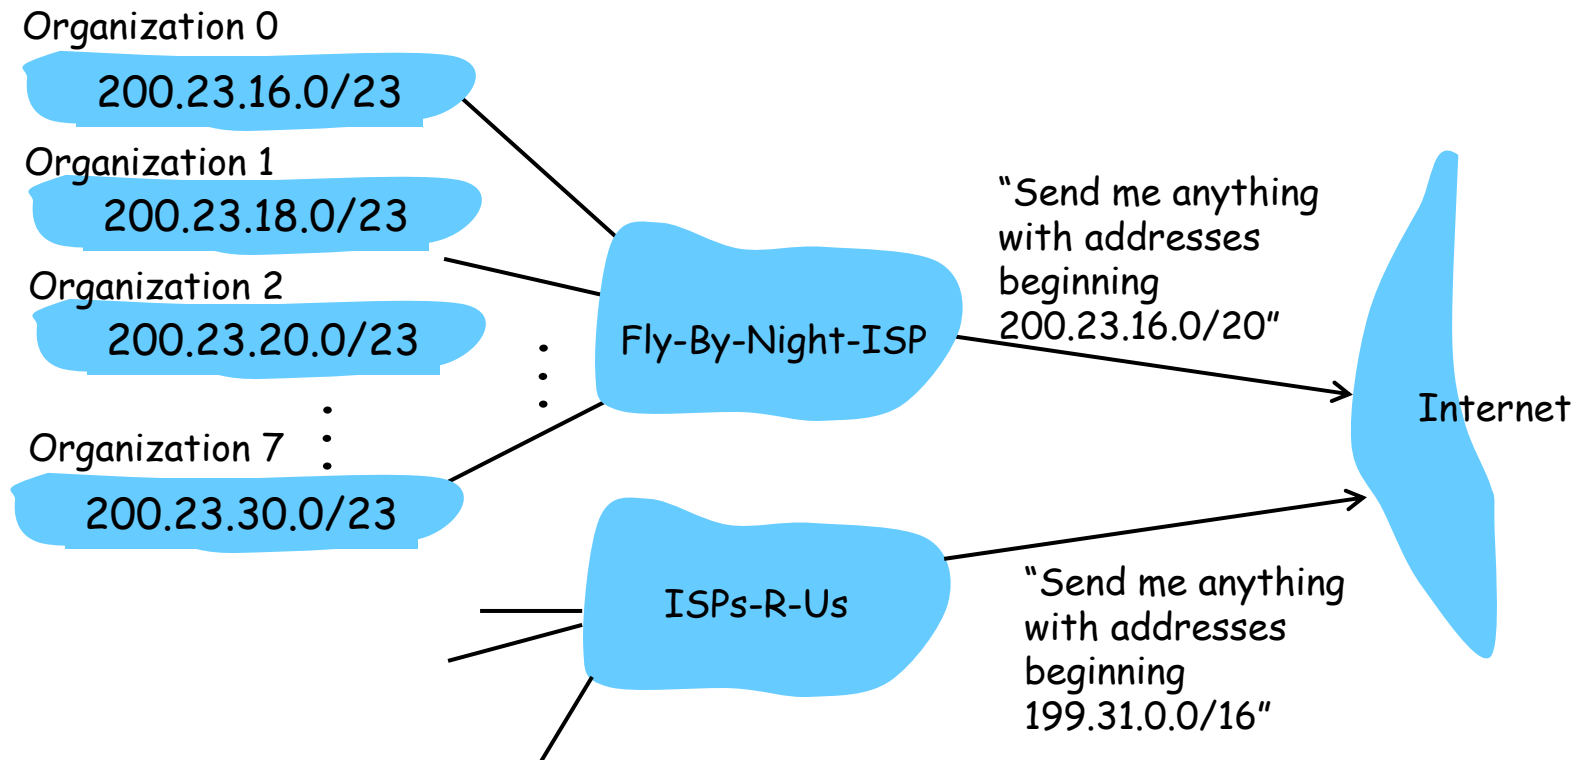 Organization 0
200.23.16.0/23
Organization 1
200.23.18.0/23
Organization 2
200.23.20.0/23
Organization 7
200.23.30.0/23
Fly-By-Night-ISP
“Send me anything
with addresses
beginning
200.23.16.0/20”
Internet
ISPs-R-Us
“Send me anything
with addresses
beginning
199.31.0.0/16”